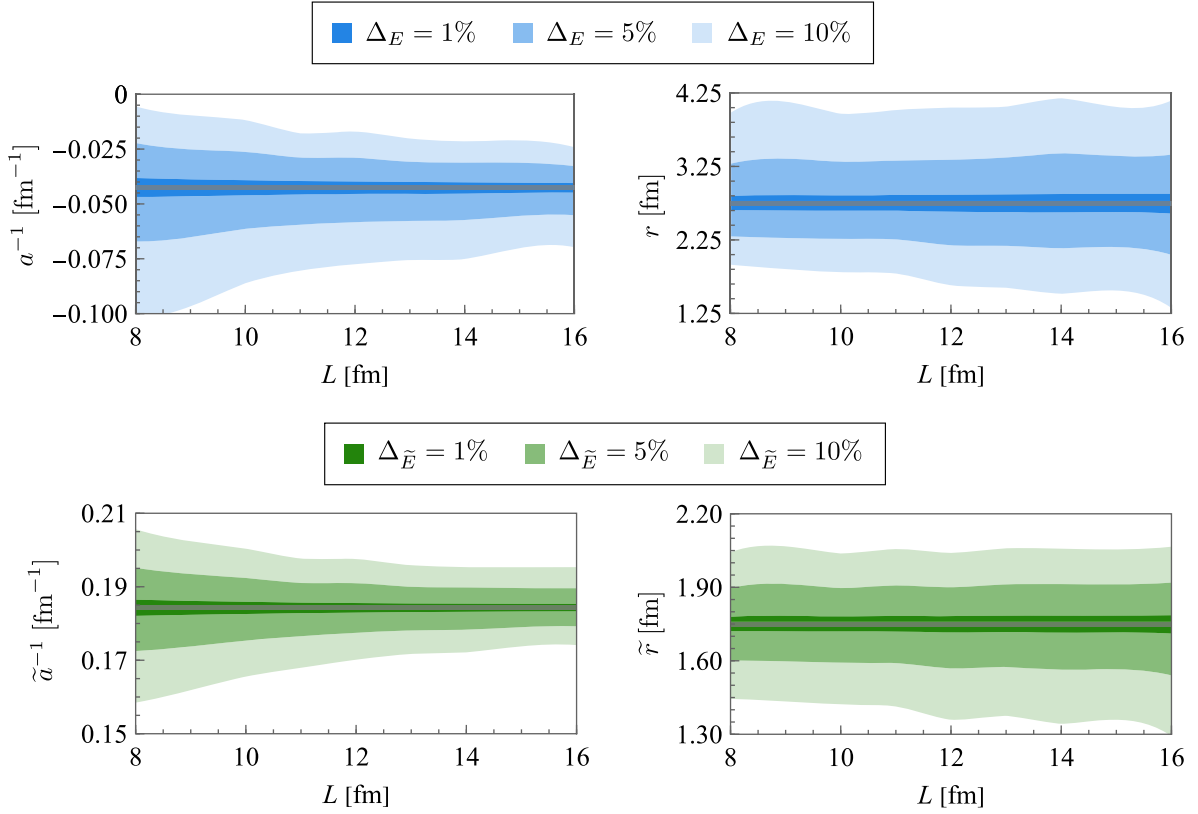 Δ_E = 1% Δ_E = 5% Δ_E = 10%
a⁻¹ [fm⁻¹]
0
−0.025
−0.050
−0.075
−0.100
8 10 12 14 16
L [fm]
r [fm]
4.25
3.25
2.25
1.25
8 10 12 14 16
L [fm]
Δ_Ẽ = 1% Δ_Ẽ = 5% Δ_Ẽ = 10%
ã⁻¹ [fm⁻¹]
0.21
0.19
0.17
0.15
8 10 12 14 16
L [fm]
r̃ [fm]
2.20
1.90
1.60
1.30
8 10 12 14 16
L [fm]